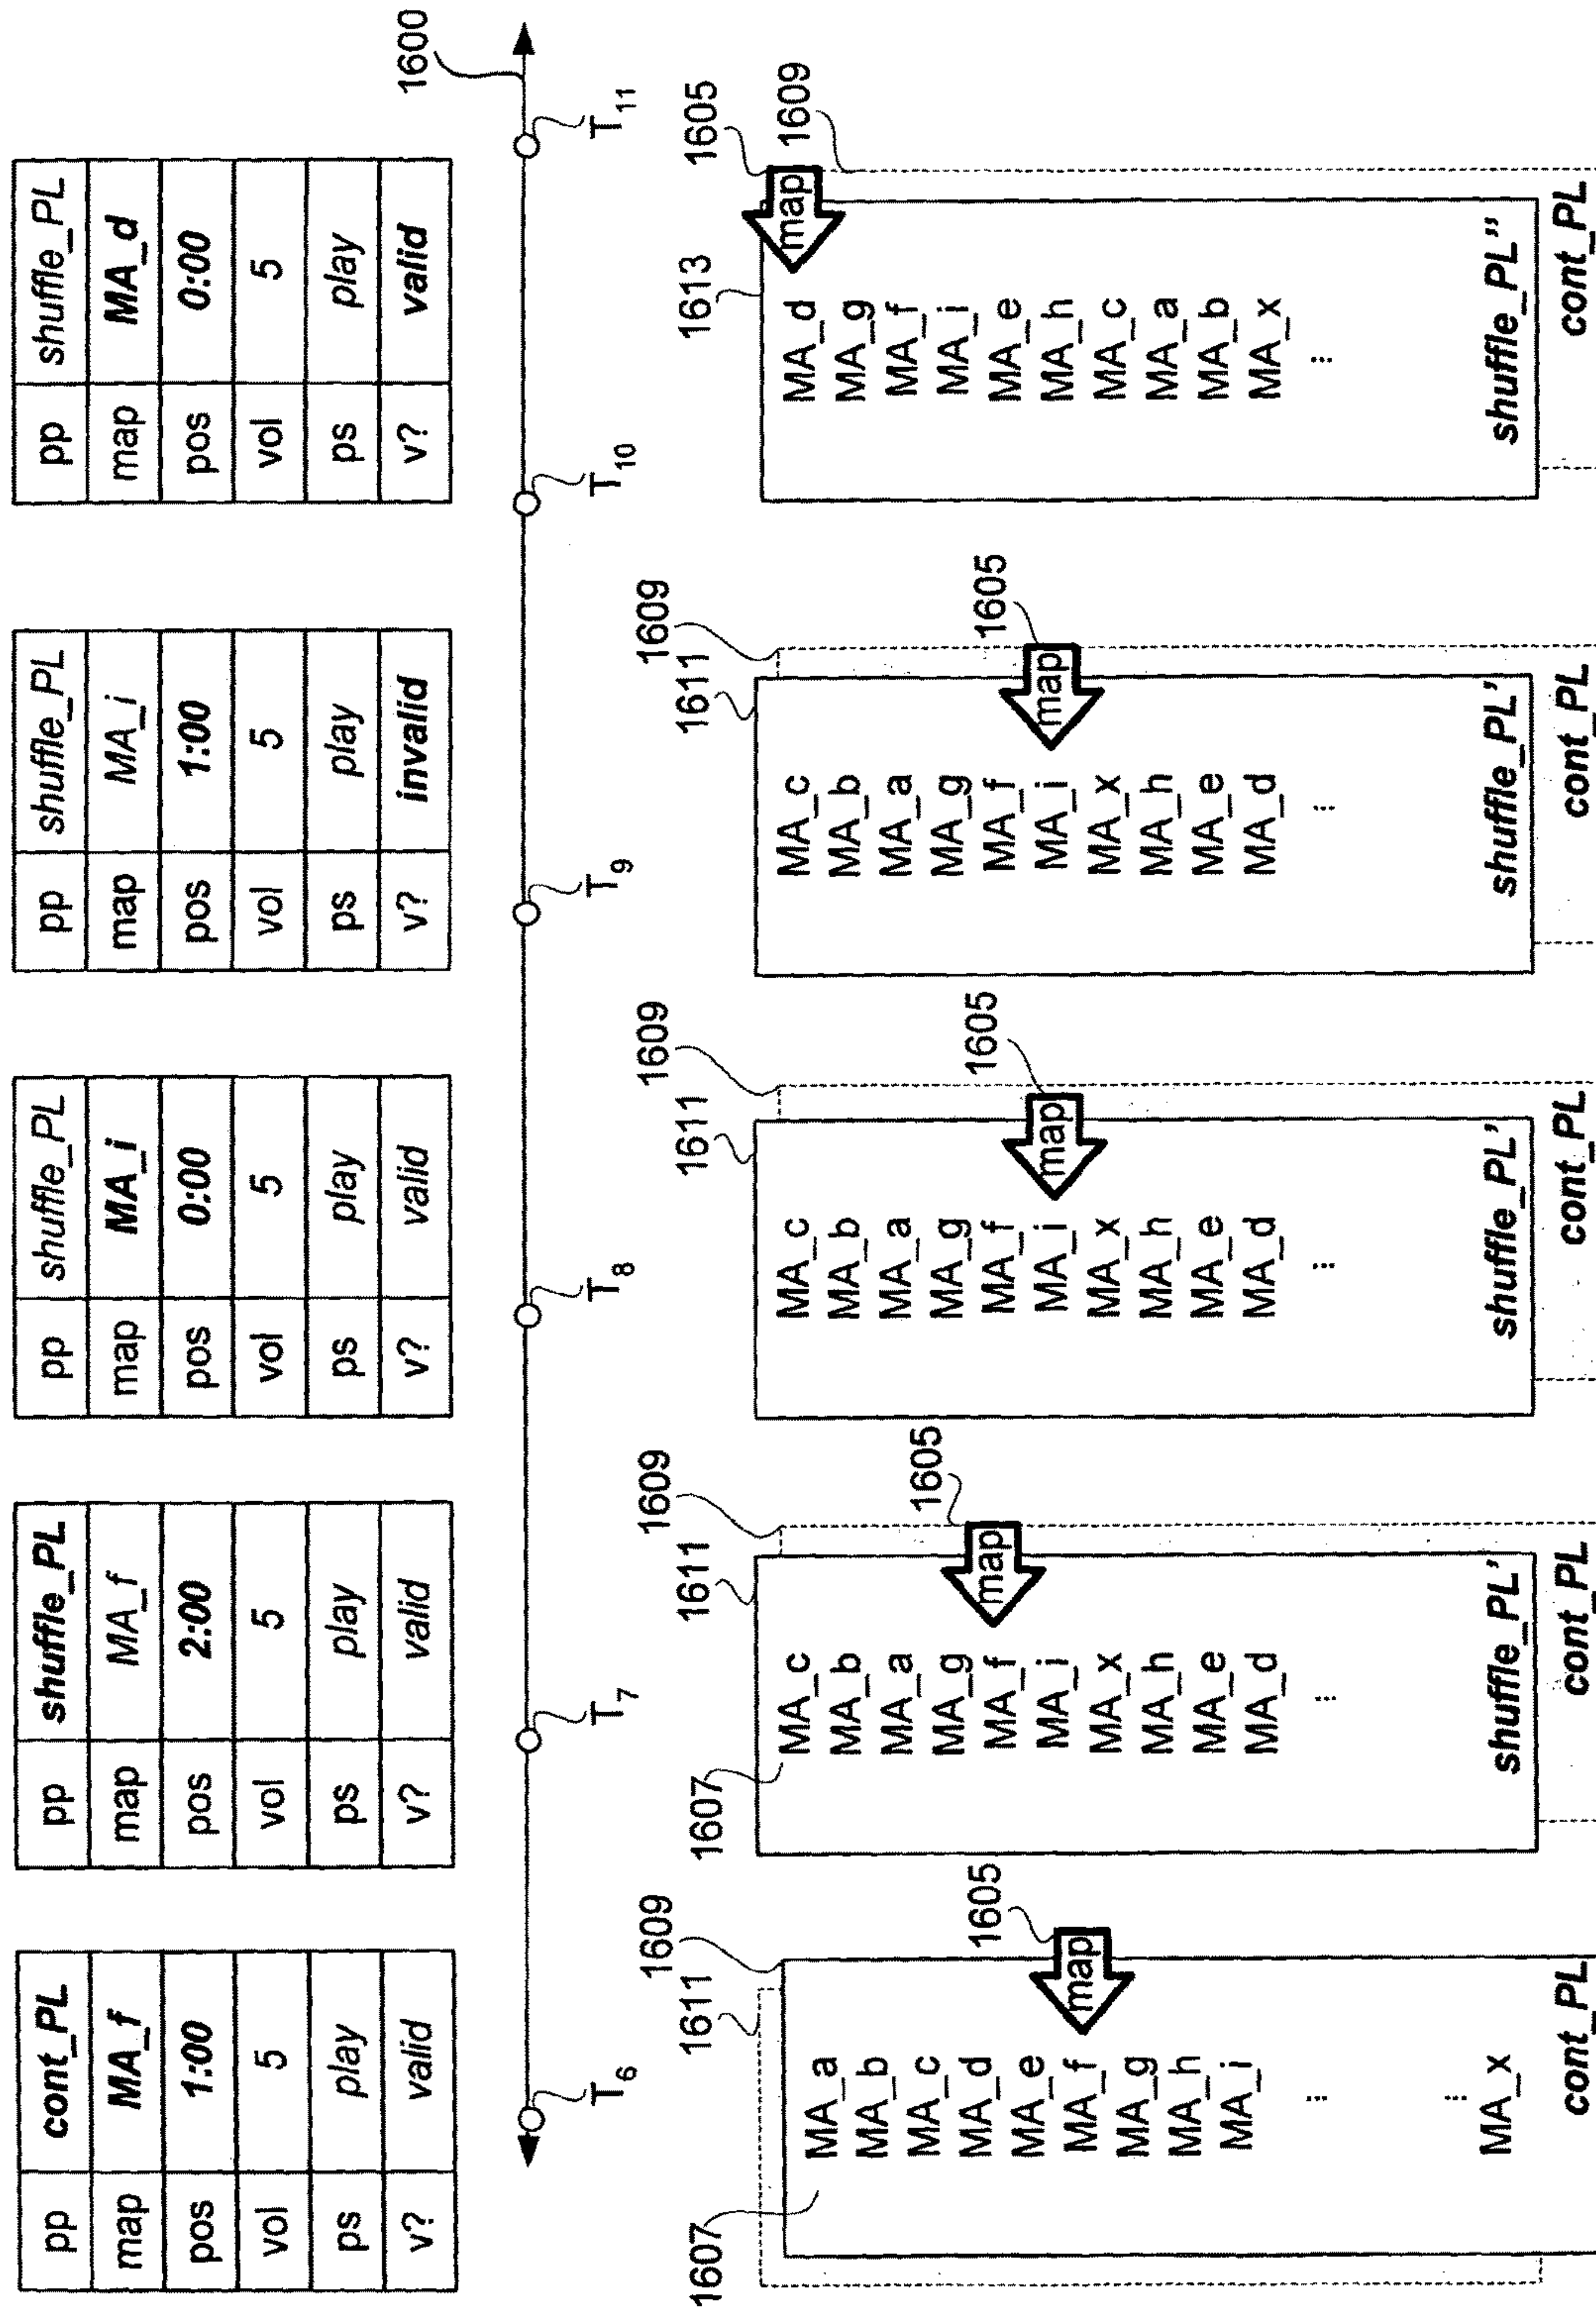 pp cont_PL
map MA_f
pos 1:00
vol 5
ps play
v? valid
pp shuffle_PL
map MA_f
pos 2:00
vol 5
ps play
v? valid
pp shuffle_PL
map MA_i
pos 0:00
vol 5
ps play
v? valid
pp shuffle_PL
map MA_i
pos 1:00
vol 5
ps play
v? invalid
pp shuffle_PL
map MA_d
pos 0:00
vol 5
ps play
v? valid
1600
T6
T7
T8
T9
T10
T11
1607
1611
1609
1605
map
MA_a
MA_b
MA_c
MA_d
MA_e
MA_f
MA_g
MA_h
MA_i
...
...
MA_x
cont_PL
1607
1611
1609
1605
map
MA_c
MA_b
MA_a
MA_g
MA_f
MA_i
MA_x
MA_h
MA_e
MA_d
...
shuffle_PL'
cont_PL
1611
1609
1605
map
MA_c
MA_b
MA_a
MA_g
MA_f
MA_i
MA_x
MA_h
MA_e
MA_d
...
shuffle_PL'
cont_PL
1611
1609
1605
map
MA_c
MA_b
MA_a
MA_g
MA_f
MA_i
MA_x
MA_h
MA_e
MA_d
...
shuffle_PL'
cont_PL
1613
1605
1609
map
MA_d
MA_g
MA_f
MA_i
MA_e
MA_h
MA_c
MA_a
MA_b
MA_x
...
shuffle_PL"
cont_PL